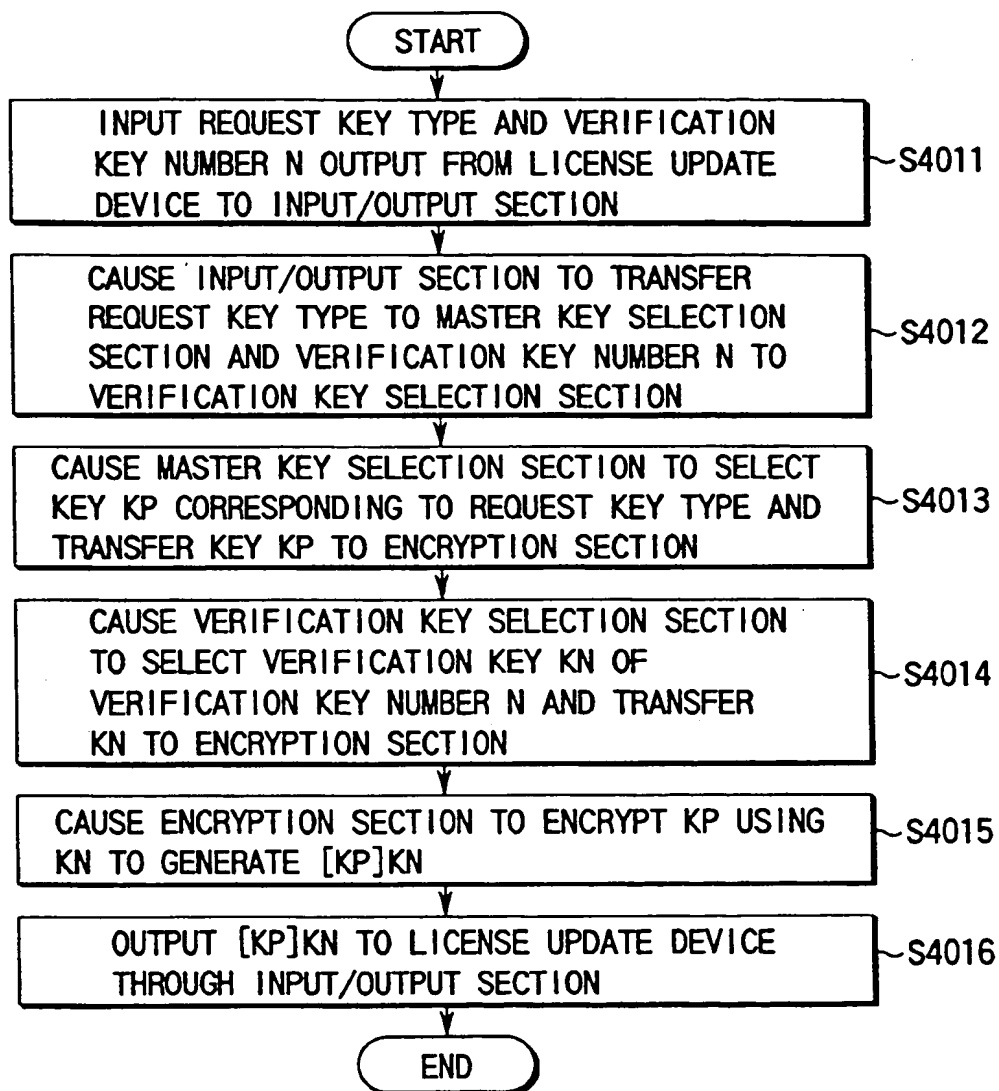 START
INPUT REQUEST KEY TYPE AND VERIFICATION
KEY NUMBER N OUTPUT FROM LICENSE UPDATE
DEVICE TO INPUT/OUTPUT SECTION
S4011
CAUSE INPUT/OUTPUT SECTION TO TRANSFER
REQUEST KEY TYPE TO MASTER KEY SELECTION
SECTION AND VERIFICATION KEY NUMBER N TO
VERIFICATION KEY SELECTION SECTION
S4012
CAUSE MASTER KEY SELECTION SECTION TO SELECT
KEY KP CORRESPONDING TO REQUEST KEY TYPE AND
TRANSFER KEY KP TO ENCRYPTION SECTION
S4013
CAUSE VERIFICATION KEY SELECTION SECTION
TO SELECT VERIFICATION KEY KN OF
VERIFICATION KEY NUMBER N AND TRANSFER
KN TO ENCRYPTION SECTION
S4014
CAUSE ENCRYPTION SECTION TO ENCRYPT KP USING
KN TO GENERATE [KP]KN
S4015
OUTPUT [KP]KN TO LICENSE UPDATE DEVICE
THROUGH INPUT/OUTPUT SECTION
S4016
END